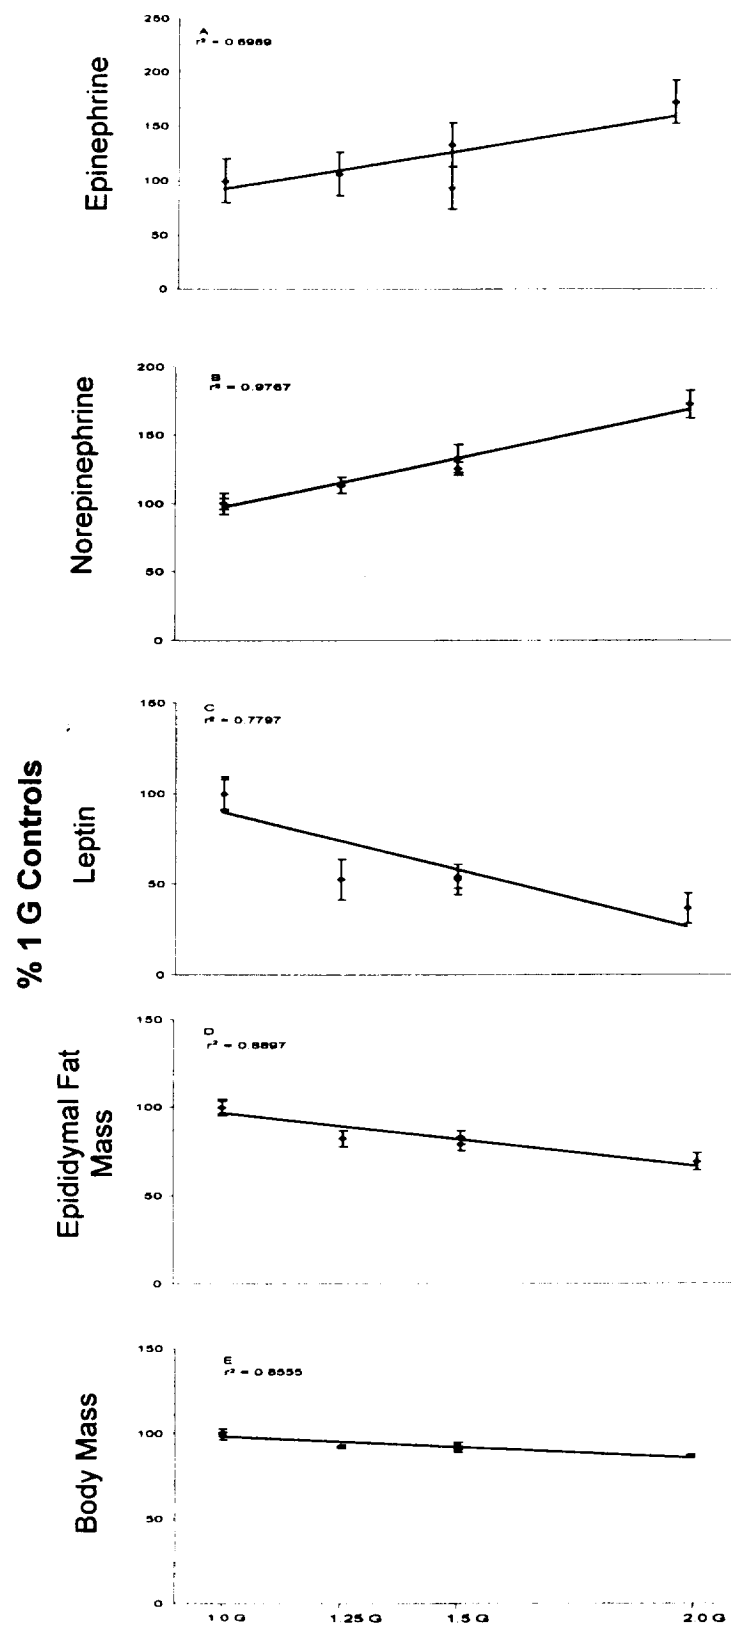 % 1 G Controls
Epinephrine
A
r² = 0.6989
250
200
150
100
50
0
Norepinephrine
B
r² = 0.9767
200
150
100
50
0
Leptin
C
r² = 0.7797
150
100
50
0
Epididymal Fat
Mass
D
r² = 0.8897
150
100
50
0
Body Mass
E
r² = 0.8555
150
100
50
0
1.0 G 1.25 G 1.5 G 2.0 G